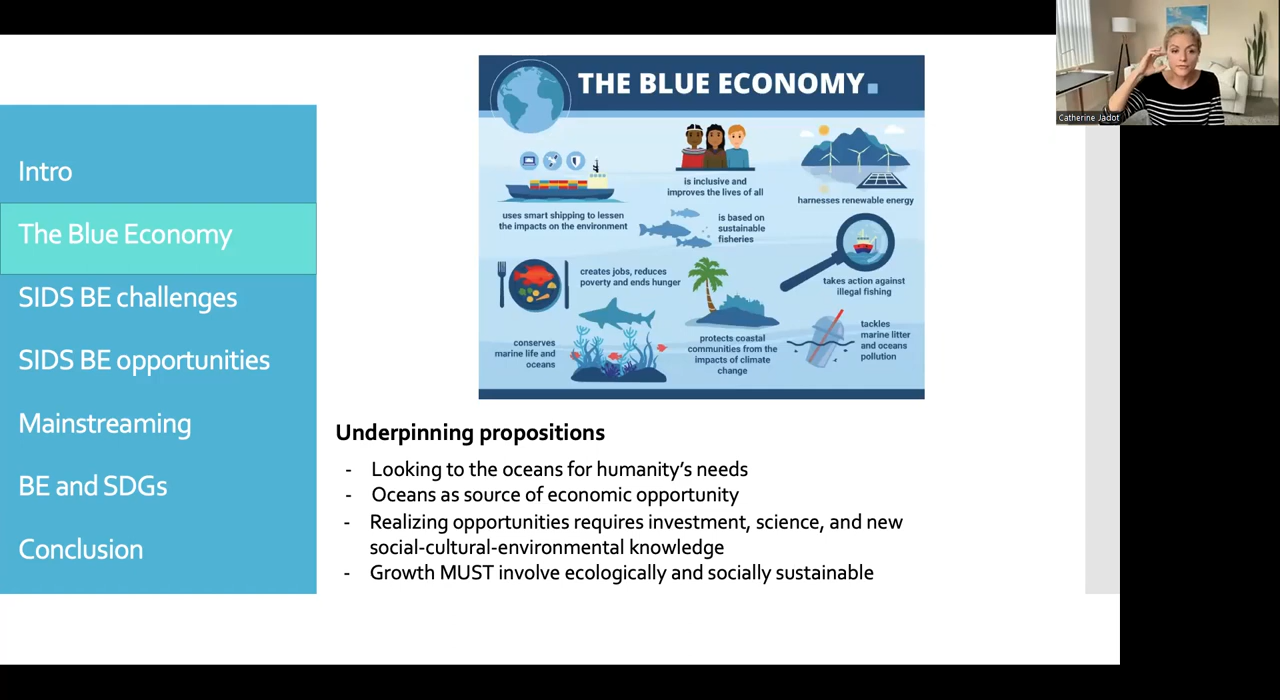 Intro
The Blue Economy
SIDS BE challenges
SIDS BE opportunities
Mainstreaming
BE and SDGs
Conclusion
THE BLUE ECONOMY.
uses smart shipping to lessen
the impacts on the environment
is inclusive and
improves the lives of all
harnesses renewable energy
is based on
sustainable
fisheries
creates jobs, reduces
poverty and ends hunger
takes action against
illegal fishing
conserves
marine life and
oceans
protects coastal
communities from the
impacts of climate
change
tackles
marine litter
and oceans
pollution
Underpinning propositions
- Looking to the oceans for humanity’s needs
- Oceans as source of economic opportunity
- Realizing opportunities requires investment, science, and new
social-cultural-environmental knowledge
- Growth MUST involve ecologically and socially sustainable
Catherine Jadot